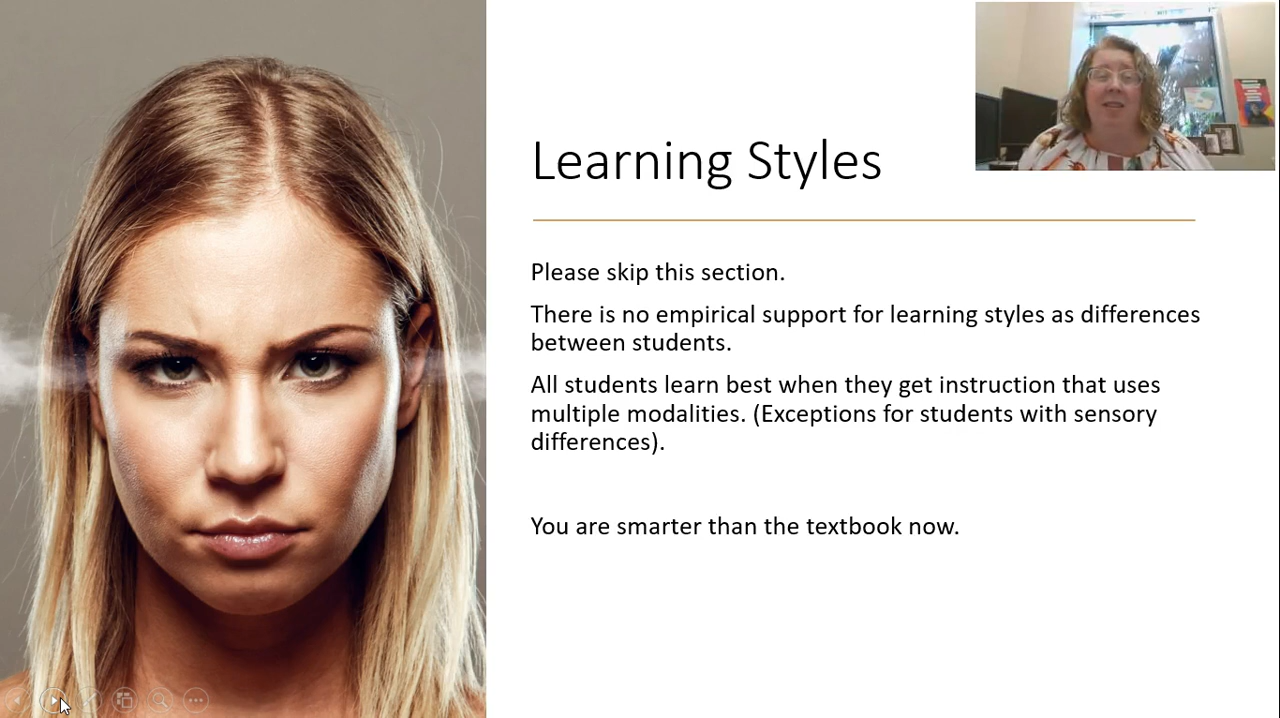 Learning Styles
Please skip this section.
There is no empirical support for learning styles as differences
between students.
All students learn best when they get instruction that uses
multiple modalities. (Exceptions for students with sensory
differences).
You are smarter than the textbook now.